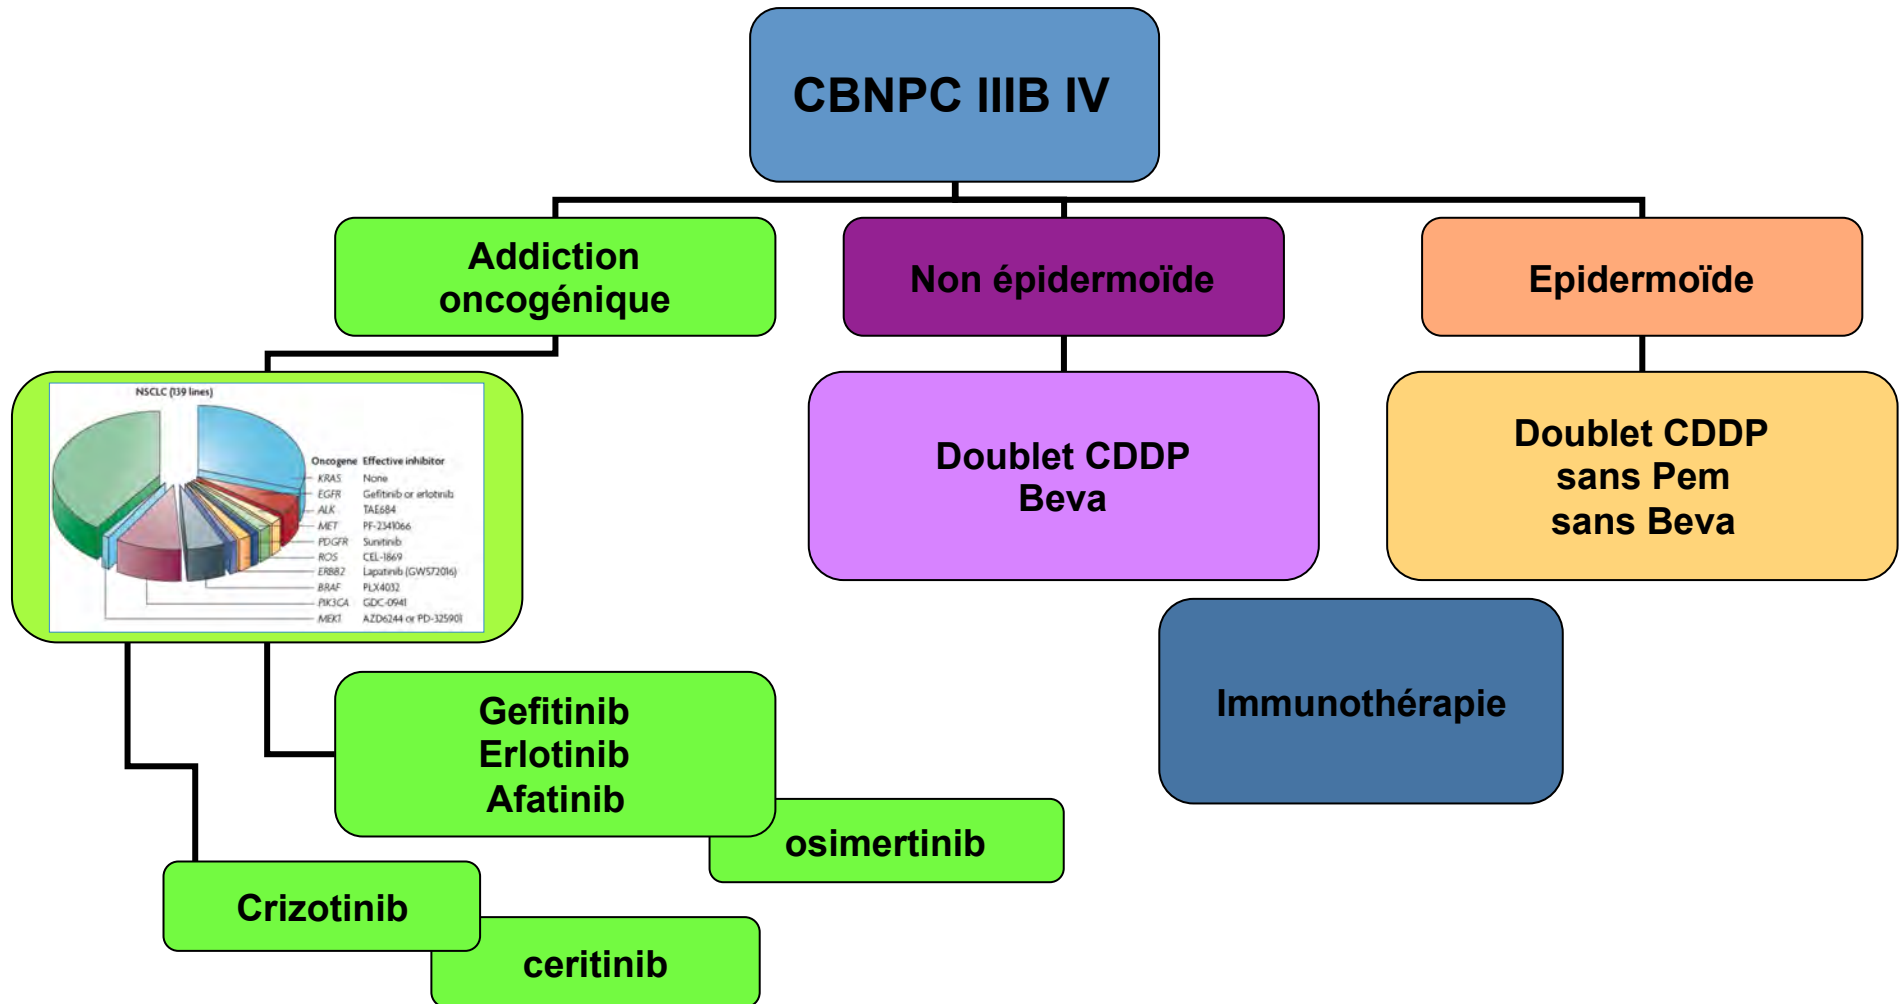 CBNPC IIIB IV
Addiction
oncogénique
Non épidermoïde
Epidermoïde
NSCLC (139 lines)
Oncogene Effective inhibitor
KRAS None
EGFR Gefitinib or erlotinib
ALK TAE684
MET PF-2341066
PDGFR Sunitinib
ROS CEL-1869
ERBB2 Lapatinib (GW572016)
BRAF PLX4032
PIK3CA GDC-0941
MEK1 AZD6244 or PD-325901
Doublet CDDP
Beva
Doublet CDDP
sans Pem
sans Beva
Immunothérapie
Gefitinib
Erlotinib
Afatinib
osimertinib
Crizotinib
ceritinib